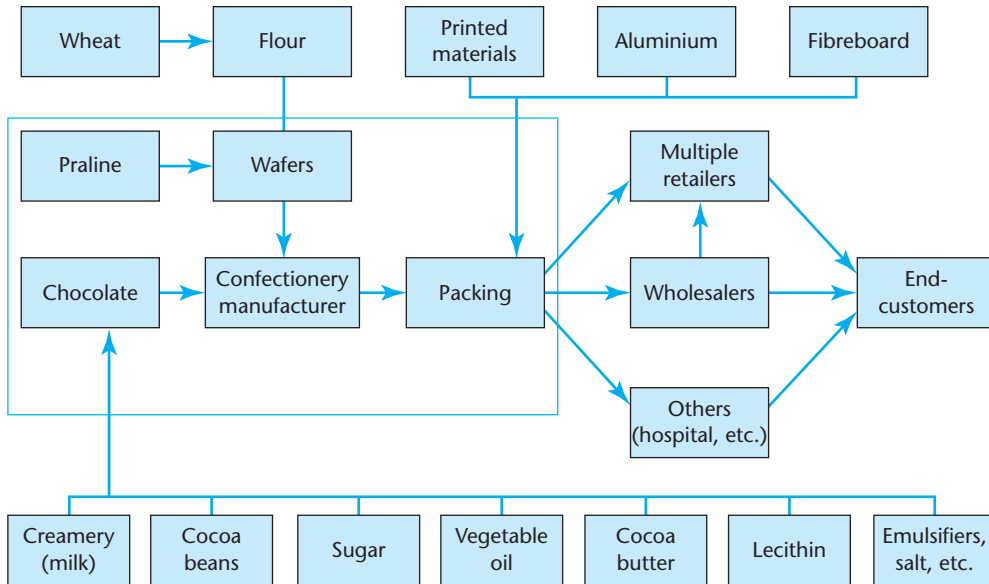 Wheat
Flour
Printed
materials
Aluminium
Fibreboard
Praline
Wafers
Multiple
retailers
Chocolate
Confectionery
manufacturer
Packing
Wholesalers
End-
customers
Others
(hospital, etc.)
Creamery
(milk)
Cocoa
beans
Sugar
Vegetable
oil
Cocoa
butter
Lecithin
Emulsifiers,
salt, etc.